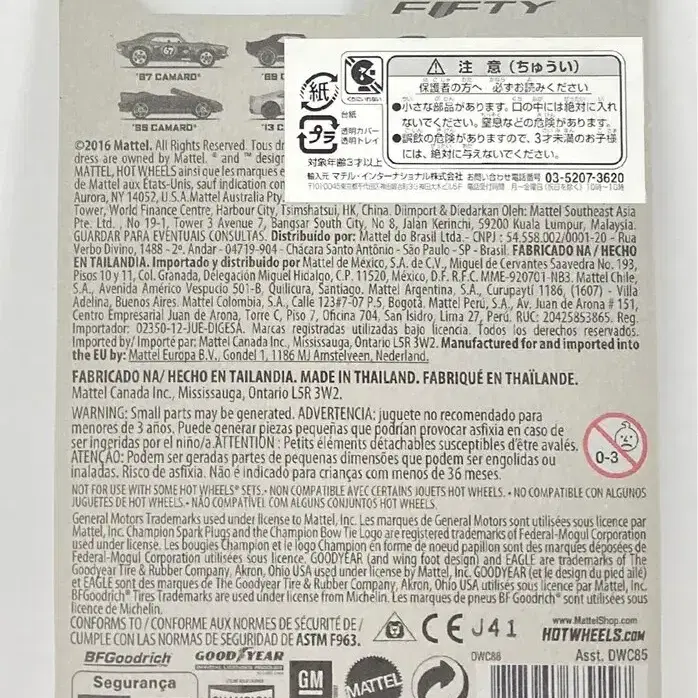 FIFTY
'67 CAMARO®
'95 CAMARO®
'13 C
⚠ 注意(ちゅうい)
保護者の方へ 必ずお読みください
●小さな部品があります。口の中には絶対に入れ
ないでください。窒息などの危険があります。
●誤飲の危険がありますので、3才未満のお子様
には、絶対に与えないでください。
紙
台紙
プラ
透明カバー
透明トレイ
対象年齢3才以上
輸入元 マテル・インターナショナル株式会社 お問い合わせ電話番号 03-5207-3620
©2016 Mattel. All Rights Reserved. Tous dr
dress are owned by Mattel. ® and ™ design
MATTEL, HOT WHEELS ainsi que les marques e
de Mattel aux États-Unis, sauf indication con
Aurora, NY 14052, U.S.A. Mattel Australia Pty.
Tower, World Finance Centre, Harbour City, Tsimshatsui, HK, China. Diimport & Diedarkan Oleh: Mattel Southeast Asia
Pte. Ltd., No 19-1, Tower 3 Avenue 7, Bangsar South City, No 8, Jalan Kerinchi, 59200 Kuala Lumpur, Malaysia.
GUARDAR PARA EVENTUALS CONSULTAS. Distribuido por: Mattel do Brasil Ltda.- CNPJ : 54.558.002/0001-20 - Rua
Verbo Divino, 1488 - 2º. Andar - 04719-904 - Chácara Santo Antônio - São Paulo - SP - Brasil. FABRICADO NA / HECHO
EN TAILANDIA. Importado y distribuido por Mattel de México, S.A. de C.V., Miguel de Cervantes Saavedra No. 193,
Pisos 10 y 11, Col. Granada, Delegación Miguel Hidalgo, C.P. 11520, México, D.F. R.F.C. MME-920701-NB3. Mattel Chile,
S.A., Avenida Américo Vespucio 501-B, Quilicura, Santiago. Mattel Argentina, S.A., Curupaytí 1186, (1607) - Villa
Adelina, Buenos Aires. Mattel Colombia, S.A., Calle 123#7-07 P.5, Bogotá. Mattel Perú, S.A., Av. Juan de Arona # 151,
Centro Empresarial Juan de Arona, Torre C, Piso 7, Oficina 704, San Isidro, Lima 27, Perú. RUC: 20425853865. Reg.
Importador: 02350-12-JUE-DIGESA. Marcas registradas utilizadas bajo licencia. Todos los derechos reservados.
Imported by/ Importé par: Mattel Canada Inc., Mississauga, Ontario L5R 3W2. Manufactured for and imported into
the EU by: Mattel Europa B.V., Gondel 1, 1186 MJ Amstelveen, Nederland.
FABRICADO NA/ HECHO EN TAILANDIA. MADE IN THAILAND. FABRIQUÉ EN THAÏLANDE.
Mattel Canada Inc., Mississauga, Ontario L5R 3W2.
WARNING: Small parts may be generated. ADVERTENCIA: juguete no recomendado para
menores de 3 años. Puede generar piezas pequeñas que podrían provocar asfixia en caso de
ser ingeridas por el niño/a. ATTENTION : Petits éléments détachables susceptibles d'être avalés.
ATENÇÃO: Podem ser geradas partes de pequenas dimensões que podem ser engolidas ou
inaladas. Risco de asfixia. Não é indicado para crianças com menos de 36 meses.
0-3
NOT FOR USE WITH SOME HOT WHEELS® SETS. • NON COMPATIBLE AVEC CERTAINS JOUETS HOT WHEELS. • NO COMPATIBLE CON ALGUNOS
JUGUETES DE HOT WHEELS. • NÃO COMPATÍVEL COM ALGUNS CONJUNTOS HOT WHEELS.
General Motors Trademarks used under license to Mattel, Inc. Les marques de General Motors sont utilisées sous licence par
Mattel, Inc. Champion Spark Plugs and the Champion Bow Tie Logo are registered trademarks of Federal-Mogul Corporation
used under license. Les bougies Champion et le logo Champion en forme de noeud papillon sont des marques déposées de
Federal-Mogul Corporation utilisées sous licence. GOODYEAR (and wing foot design) and EAGLE are trademarks of The
Goodyear Tire & Rubber Company, Akron, Ohio USA used under license by Mattel, Inc. GOODYEAR (et le design du pied ailé)
et EAGLE sont des marques de The Goodyear Tire & Rubber Company, Akron, Ohio USA utilisées sous licence par Mattel, Inc.
BFGoodrich® Tires Trademarks are used under license from Michelin. Les marques de pneus BF Goodrich® sont utilisées sous
licence de Michelin.
CONFORMS TO / CONFORME AUX NORMES DE SÉCURITÉ DE/
CUMPLE CON LAS NORMAS DE SEGURIDAD DE ASTM F963.
CE J41
www.MattelShop.com
HOTWHEELS.COM
DWC88
Asst. DWC85
BFGoodrich
GOODYEAR
GM
MATTEL
Segurança
CHAMPION